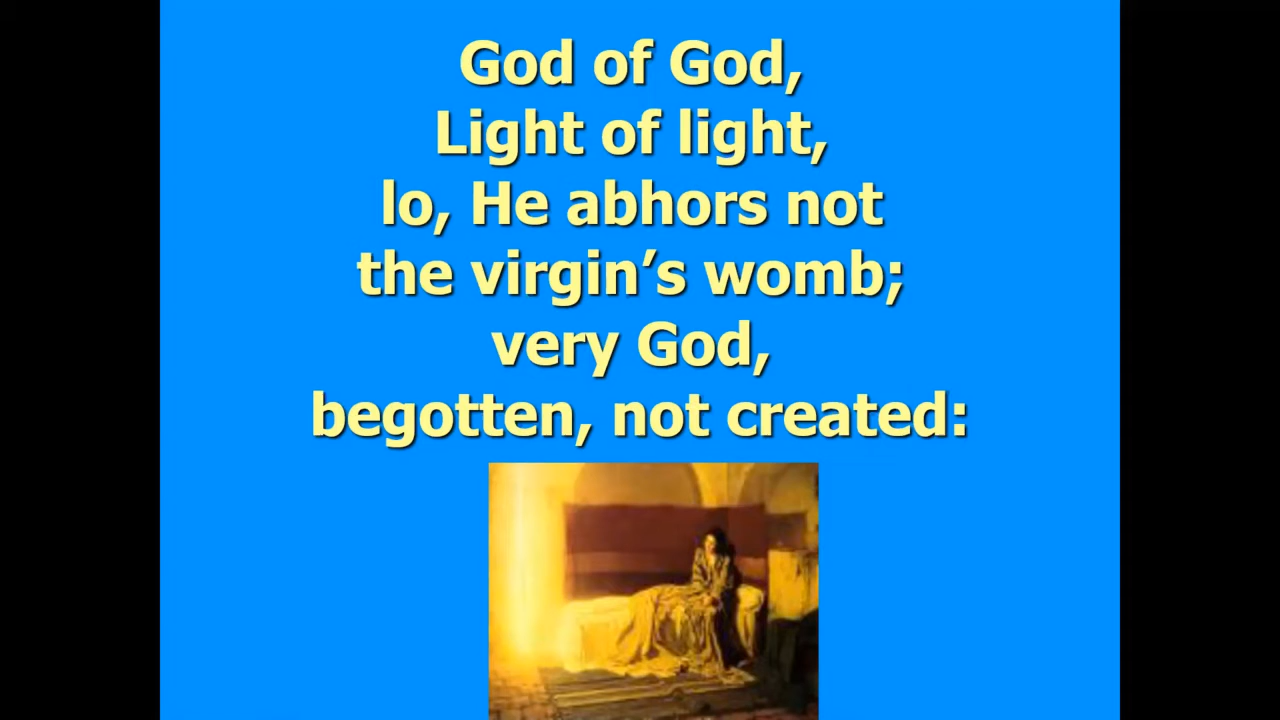 God of God,
Light of light,
lo, He abhors not
the virgin’s womb;
very God,
begotten, not created: